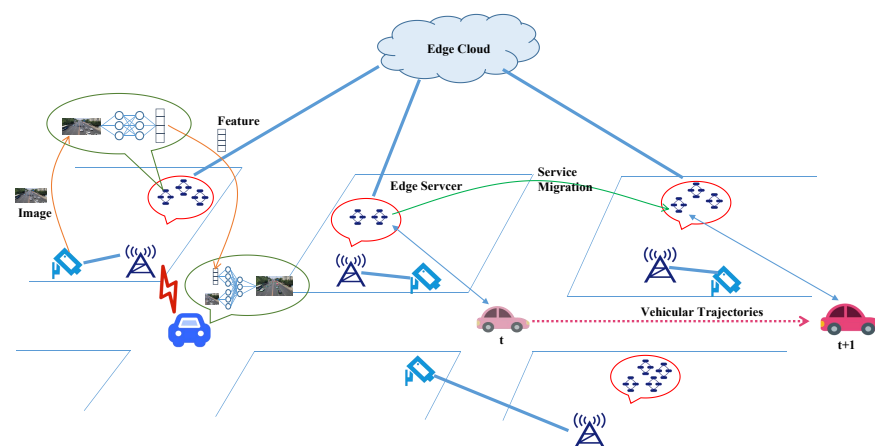 Edge Cloud
Feature
Image
Edge Servcer
Service
Migration
Vehicular Trajectories
t
t+1